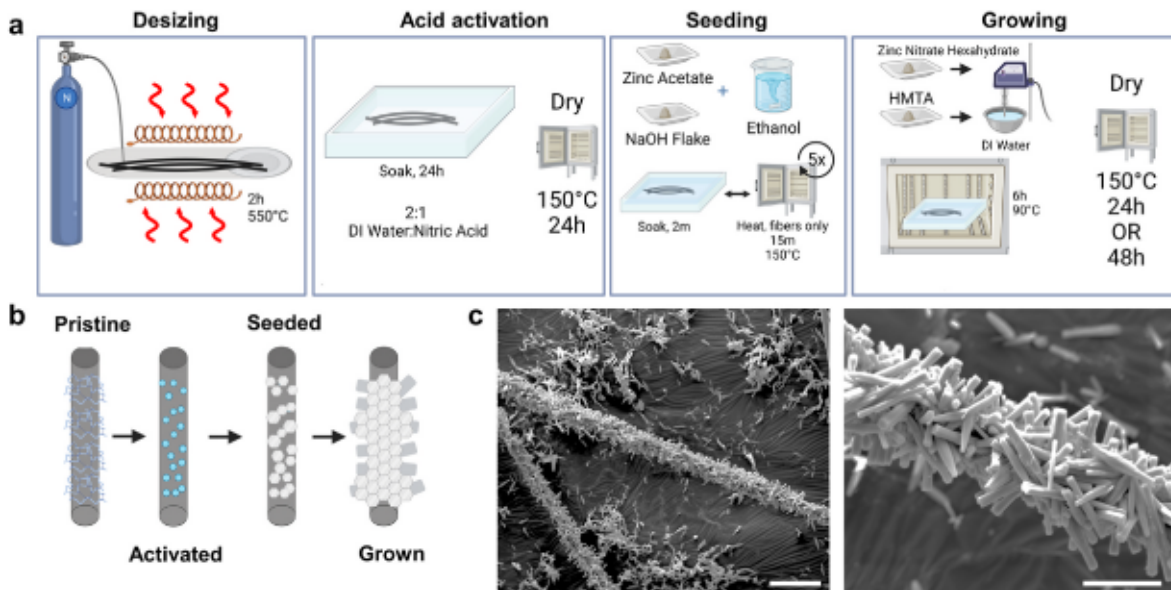 a
Desizing
N
2h
550°C
Acid activation
Soak, 24h
2:1
DI Water:Nitric Acid
Dry
150°C
24h
Seeding
Zinc Acetate
+
NaOH Flake
Ethanol
Soak, 2m
5x
Heat, fibers only
15m
150°C
Growing
Zinc Nitrate Hexahydrate
HMTA
DI Water
6h
90°C
Dry
150°C
24h
OR
48h
b
Pristine
Seeded
Activated
Grown
c